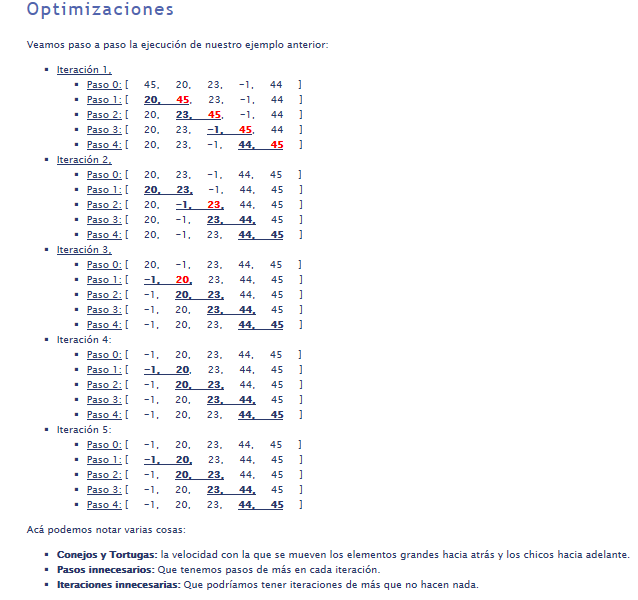 Optimizaciones
Veamos paso a paso la ejecución de nuestro ejemplo anterior:
▪ Iteración 1,
▪ Paso 0: [ 45, 20, 23, -1, 44 ]
▪ Paso 1: [ 20, 45, 23, -1, 44 ]
▪ Paso 2: [ 20, 23, 45, -1, 44 ]
▪ Paso 3: [ 20, 23, -1, 45, 44 ]
▪ Paso 4: [ 20, 23, -1, 44, 45 ]
▪ Iteración 2,
▪ Paso 0: [ 20, 23, -1, 44, 45 ]
▪ Paso 1: [ 20, 23, -1, 44, 45 ]
▪ Paso 2: [ 20, -1, 23, 44, 45 ]
▪ Paso 3: [ 20, -1, 23, 44, 45 ]
▪ Paso 4: [ 20, -1, 23, 44, 45 ]
▪ Iteración 3,
▪ Paso 0: [ 20, -1, 23, 44, 45 ]
▪ Paso 1: [ -1, 20, 23, 44, 45 ]
▪ Paso 2: [ -1, 20, 23, 44, 45 ]
▪ Paso 3: [ -1, 20, 23, 44, 45 ]
▪ Paso 4: [ -1, 20, 23, 44, 45 ]
▪ Iteración 4:
▪ Paso 0: [ -1, 20, 23, 44, 45 ]
▪ Paso 1: [ -1, 20, 23, 44, 45 ]
▪ Paso 2: [ -1, 20, 23, 44, 45 ]
▪ Paso 3: [ -1, 20, 23, 44, 45 ]
▪ Paso 4: [ -1, 20, 23, 44, 45 ]
▪ Iteración 5:
▪ Paso 0: [ -1, 20, 23, 44, 45 ]
▪ Paso 1: [ -1, 20, 23, 44, 45 ]
▪ Paso 2: [ -1, 20, 23, 44, 45 ]
▪ Paso 3: [ -1, 20, 23, 44, 45 ]
▪ Paso 4: [ -1, 20, 23, 44, 45 ]
Acá podemos notar varias cosas:
▪ Conejos y Tortugas: la velocidad con la que se mueven los elementos grandes hacia atrás y los chicos hacia adelante.
▪ Pasos innecesarios: Que tenemos pasos de más en cada iteración.
▪ Iteraciones innecesarias: Que podríamos tener iteraciones de más que no hacen nada.